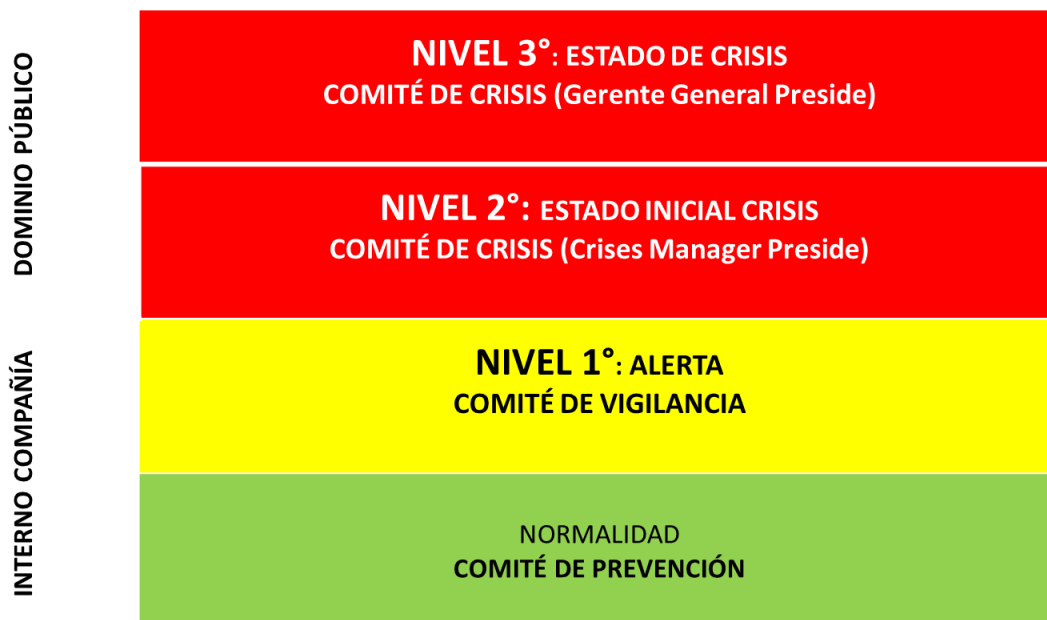 DOMINIO PÚBLICO
NIVEL 3°: ESTADO DE CRISIS
COMITÉ DE CRISIS (Gerente General Preside)
NIVEL 2°: ESTADO INICIAL CRISIS
COMITÉ DE CRISIS (Crises Manager Preside)
INTERNO COMPAÑÍA
NIVEL 1°: ALERTA
COMITÉ DE VIGILANCIA
NORMALIDAD
COMITÉ DE PREVENCIÓN